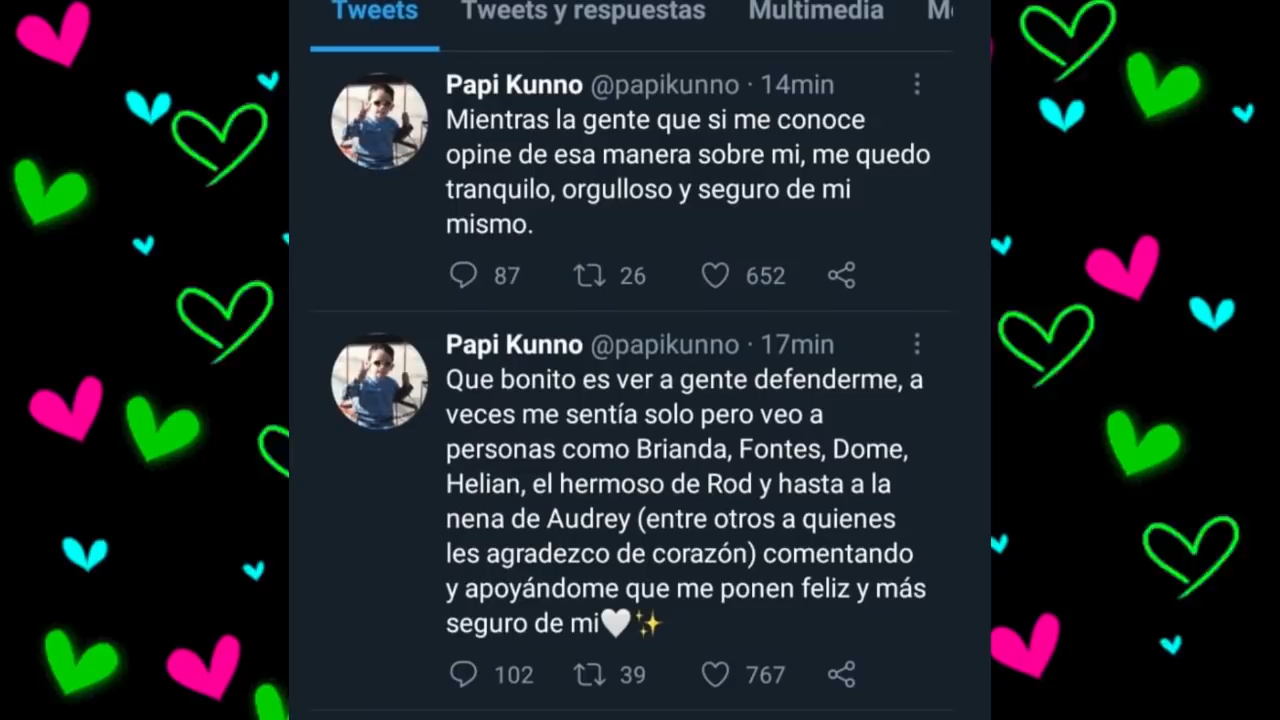 Tweets Tweets y respuestas Multimedia
Papi Kunno @papikunno · 14min
Mientras la gente que si me conoce
opine de esa manera sobre mi, me quedo
tranquilo, orgulloso y seguro de mi
mismo.
87 26 652
Papi Kunno @papikunno · 17min
Que bonito es ver a gente defenderme, a
veces me sentía solo pero veo a
personas como Brianda, Fontes, Dome,
Helian, el hermoso de Rod y hasta a la
nena de Audrey (entre otros a quienes
les agradezco de corazón) comentando
y apoyándome que me ponen feliz y más
seguro de mi🤍✨
102 39 767